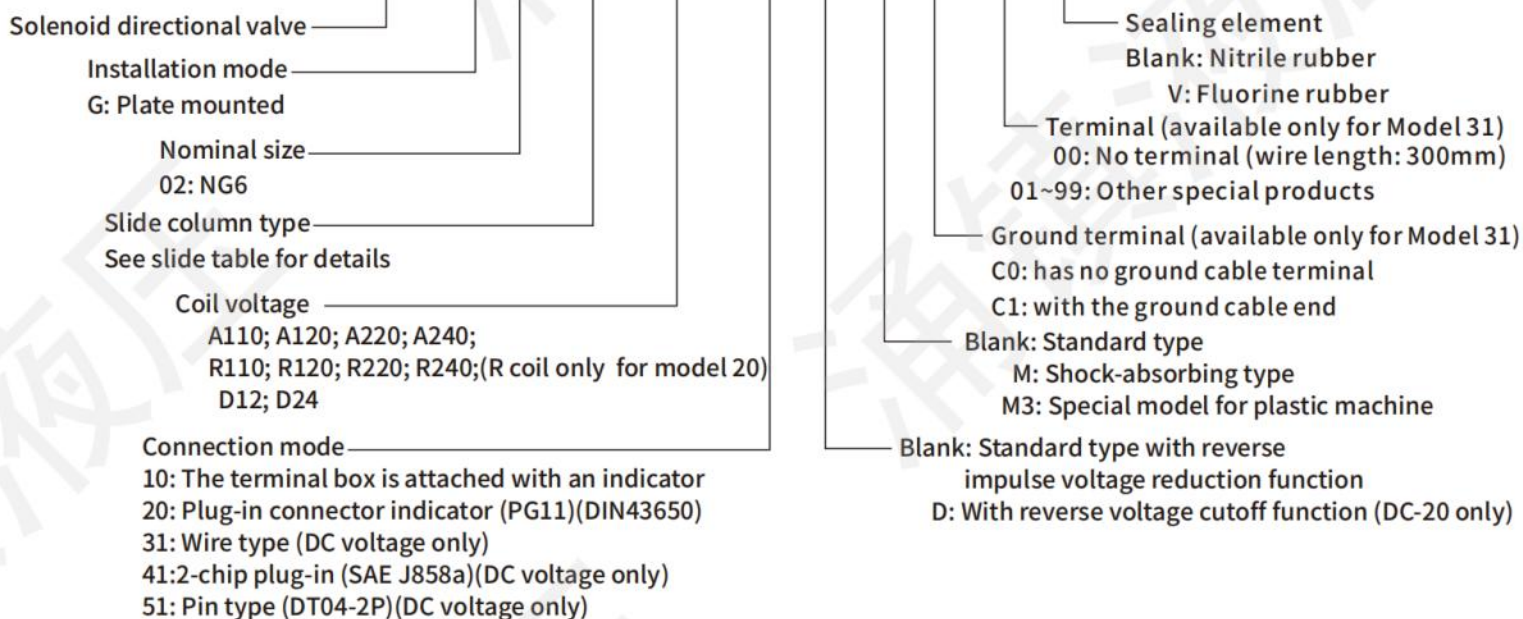 Solenoid directional valve
Installation mode
G: Plate mounted
Nominal size
02: NG6
Slide column type
See slide table for details
Coil voltage
A110; A120; A220; A240;
R110; R120; R220; R240;(R coil only for model 20)
D12; D24
Connection mode
10: The terminal box is attached with an indicator
20: Plug-in connector indicator (PG11)(DIN43650)
31: Wire type (DC voltage only)
41:2-chip plug-in (SAE J858a)(DC voltage only)
51: Pin type (DT04-2P)(DC voltage only)
Sealing element
Blank: Nitrile rubber
V: Fluorine rubber
Terminal (available only for Model 31)
00: No terminal (wire length: 300mm)
01~99: Other special products
Ground terminal (available only for Model 31)
C0: has no ground cable terminal
C1: with the ground cable end
Blank: Standard type
M: Shock-absorbing type
M3: Special model for plastic machine
Blank: Standard type with reverse
impulse voltage reduction function
D: With reverse voltage cutoff function (DC-20 only)
涌镇液
液压